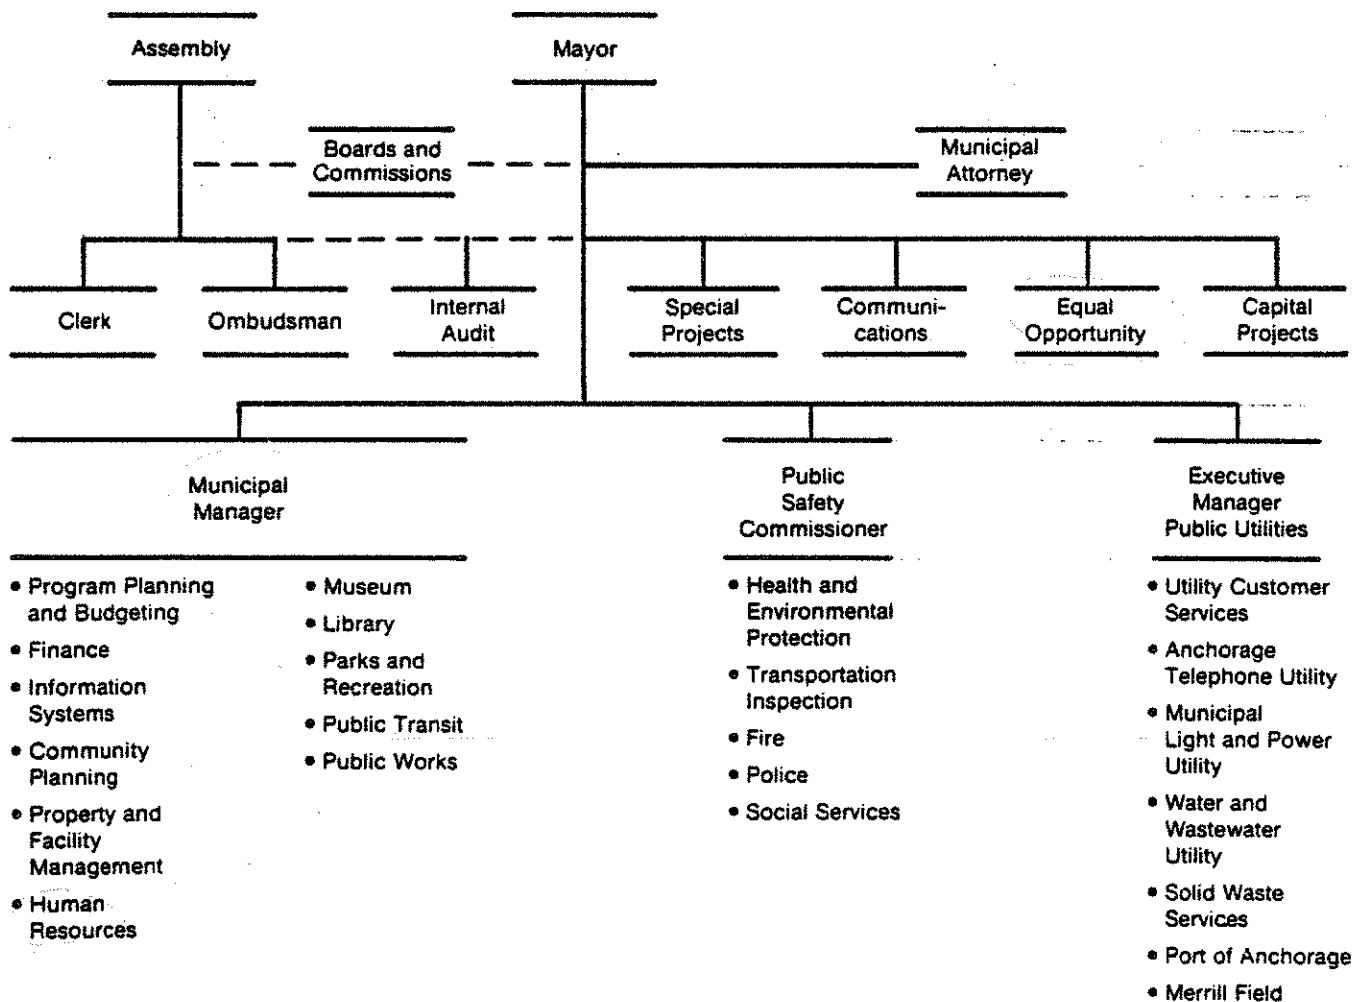 Assembly
Mayor
Boards and
Commissions
Municipal
Attorney
Clerk
Ombudsman
Internal
Audit
Special
Projects
Communi-
cations
Equal
Opportunity
Capital
Projects
Municipal
Manager
• Program Planning
and Budgeting
• Finance
• Information
Systems
• Community
Planning
• Property and
Facility
Management
• Human
Resources
• Museum
• Library
• Parks and
Recreation
• Public Transit
• Public Works
Public
Safety
Commissioner
• Health and
Environmental
Protection
• Transportation
Inspection
• Fire
• Police
• Social Services
Executive
Manager
Public Utilities
• Utility Customer
Services
• Anchorage
Telephone Utility
• Municipal
Light and Power
Utility
• Water and
Wastewater
Utility
• Solid Waste
Services
• Port of Anchorage
• Merrill Field